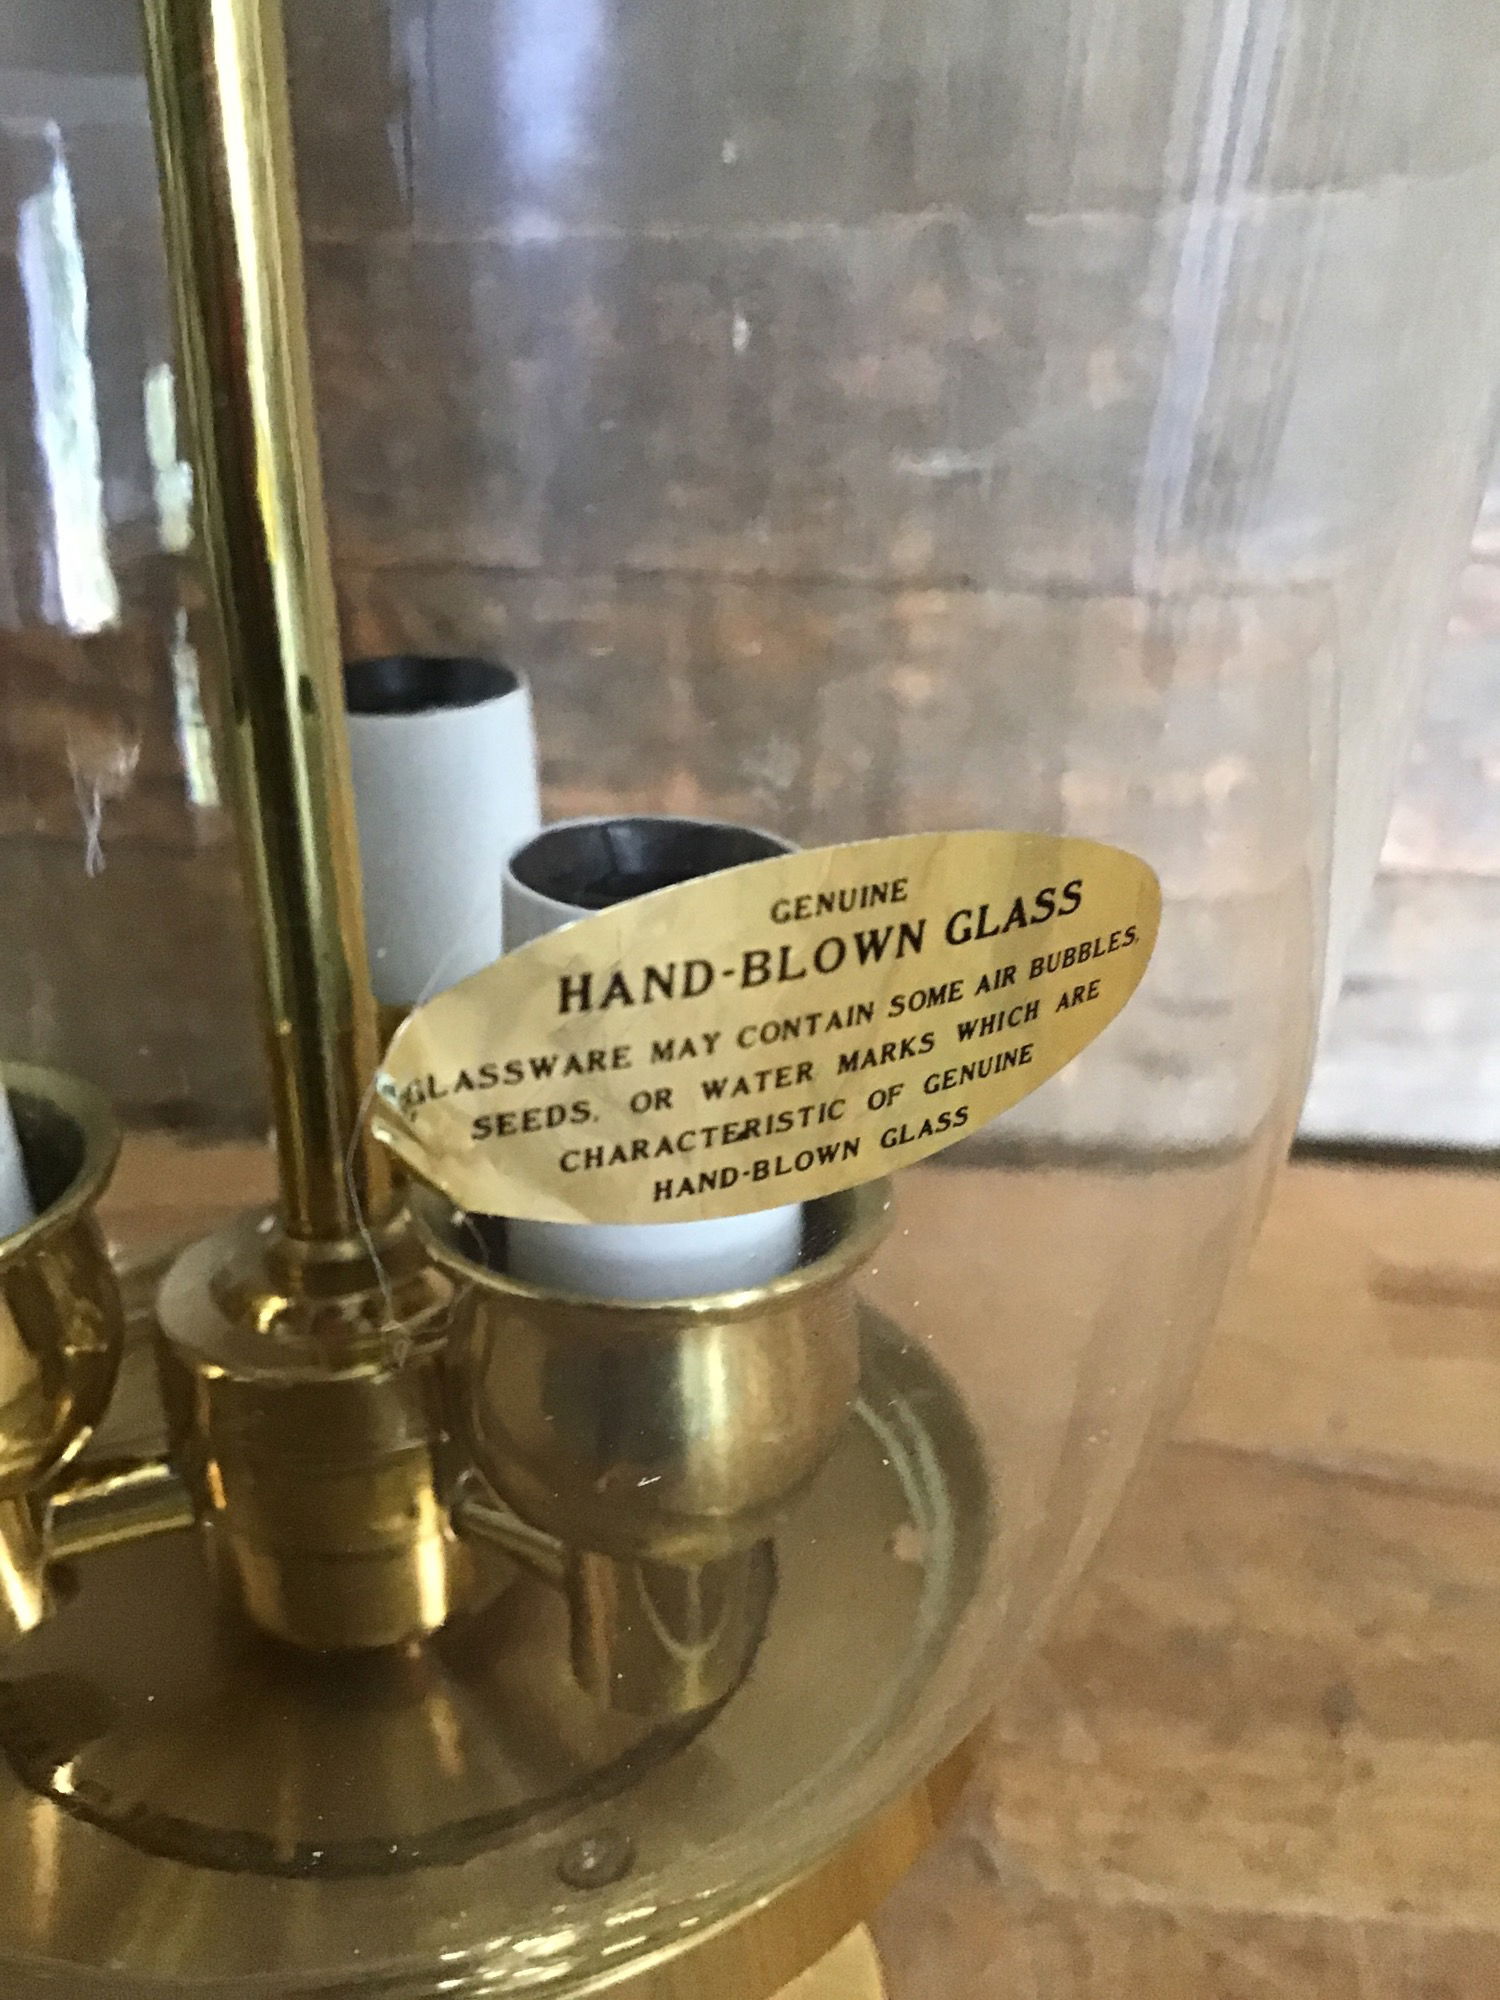 GENUINE
HAND-BLOWN GLASS
GLASSWARE MAY CONTAIN SOME AIR BUBBLES,
SEEDS, OR WATER MARKS WHICH ARE
CHARACTERISTIC OF GENUINE
HAND-BLOWN GLASS